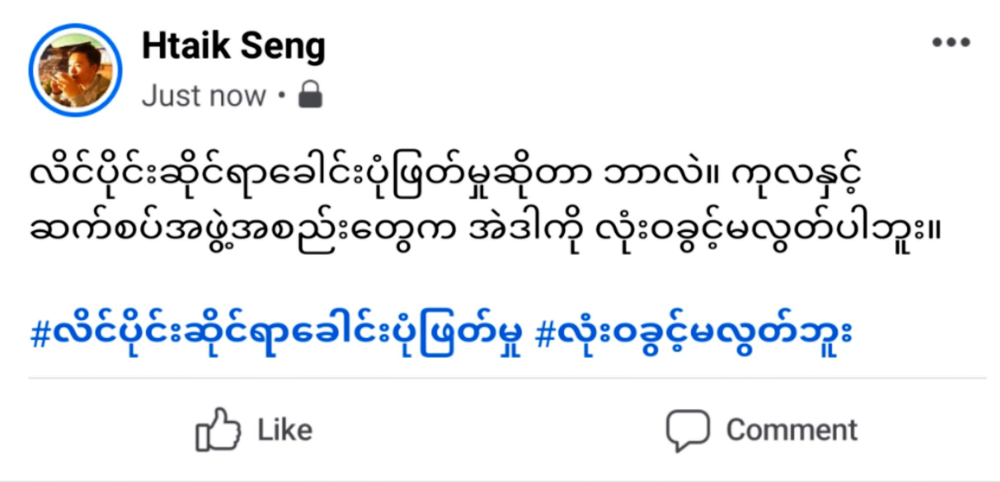 Htaik Seng
Just now •
လိင်ပိုင်းဆိုင်ရာခေါင်းပုံဖြတ်မှုဆိုတာ ဘာလဲ။ ကုလနှင့်
ဆက်စပ်အဖွဲ့အစည်းတွေက အဲဒါကို လုံးဝခွင့်မလွတ်ပါဘူး။
#လိင်ပိုင်းဆိုင်ရာခေါင်းပုံဖြတ်မှု #လုံးဝခွင့်မလွတ်ဘူး
Like Comment